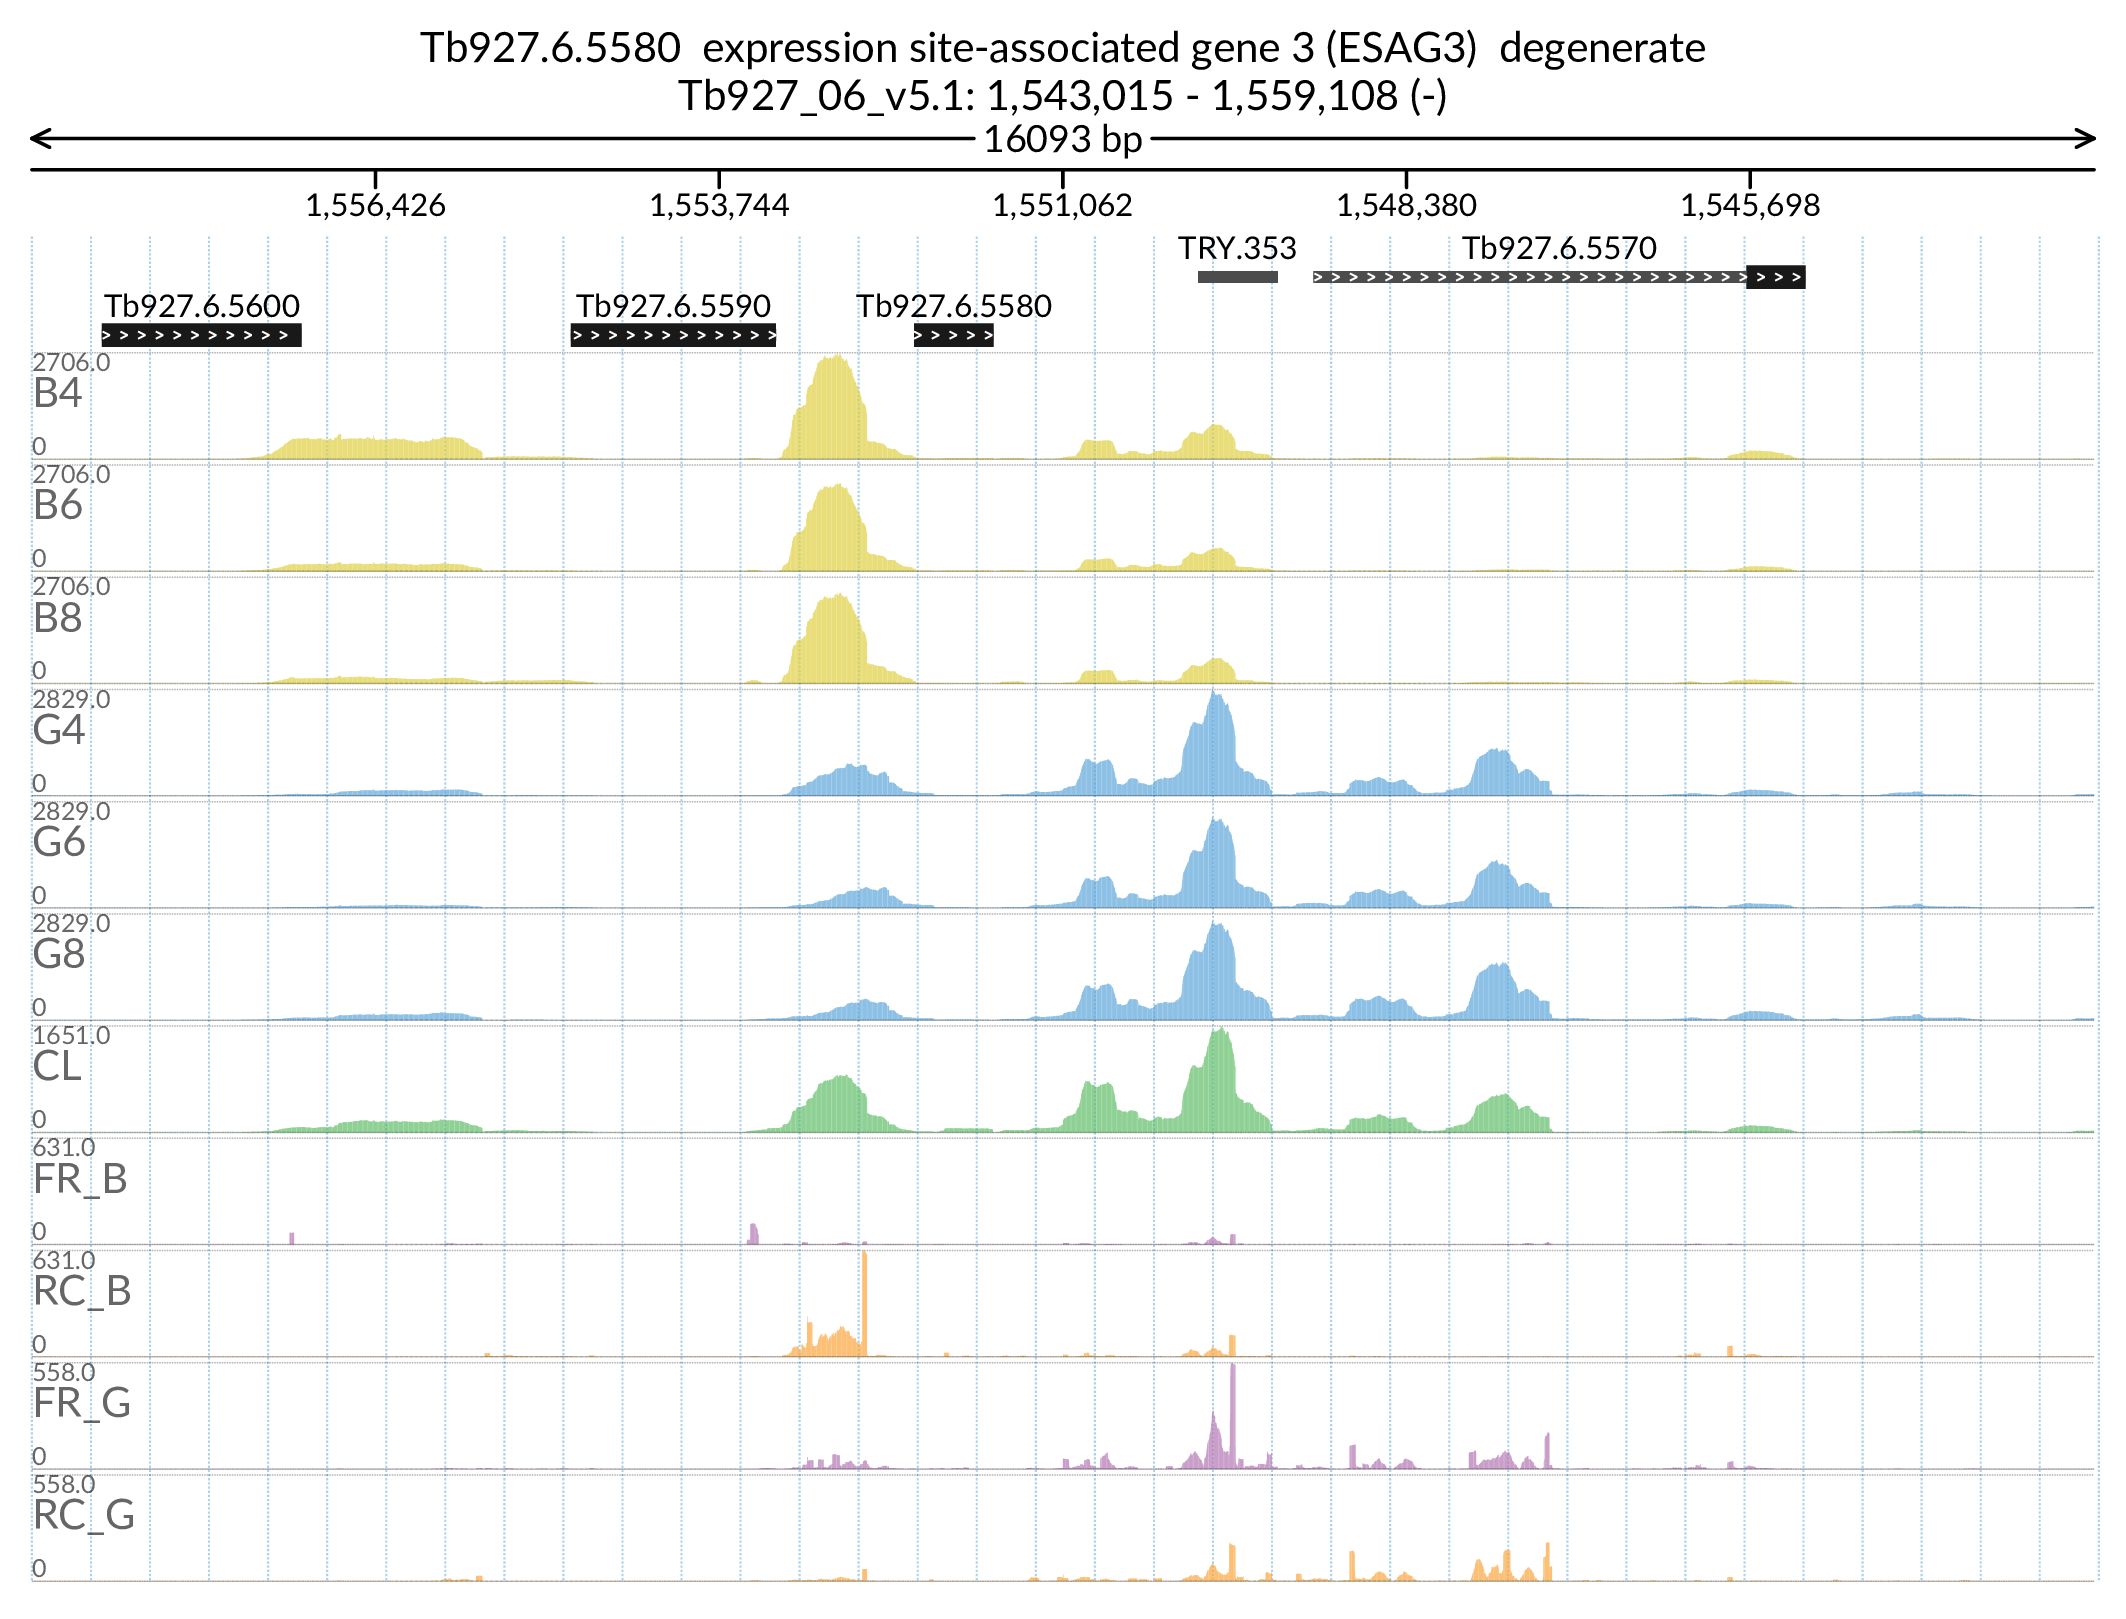 Tb927.6.5580 expression site-associated gene 3 (ESAG3) degenerate
Tb927_06_v5.1: 1,543,015 - 1,559,108 (-)
16093 bp
1,556,426 1,553,744 1,551,062 1,548,380 1,545,698
TRY.353 Tb927.6.5570
Tb927.6.5600 Tb927.6.5590 Tb927.6.5580
2706.0
B4
0
2706.0
B6
0
2706.0
B8
0
2829.0
G4
0
2829.0
G6
0
2829.0
G8
0
1651.0
CL
0
631.0
FR_B
0
631.0
RC_B
0
558.0
FR_G
0
558.0
RC_G
0